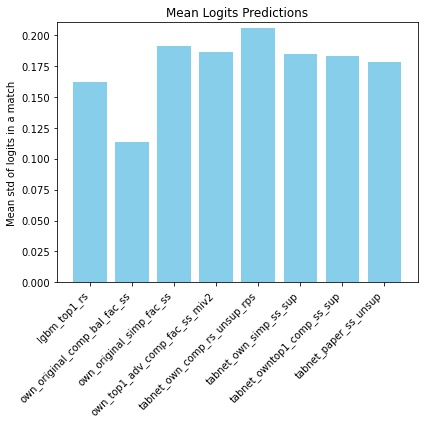 Mean Logits Predictions
Mean std of logits in a match
0.200
0.175
0.150
0.125
0.100
0.075
0.050
0.025
0.000
lgbm_top1_rs
own_original_comp_bal_fac_ss
own_original_simp_fac_ss
own_top1_adv_comp_fac_ss_miv2
tabnet_own_comp_rs_unsup_rps
tabnet_own_simp_ss_sup
tabnet_owntop1_comp_ss_sup
tabnet_paper_ss_unsup